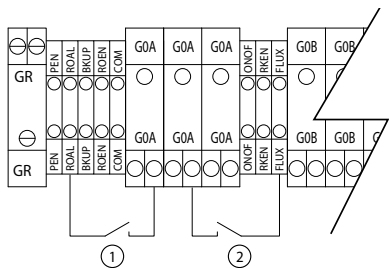 GR PEN ROAL BKUP ROEN COM G0A G0A G0A ONOF RKEN FLUX G0B G0B
GR PEN ROAL BKUP ROEN COM G0A G0A G0A ONOF RKEN FLUX G0B G0B
1 2